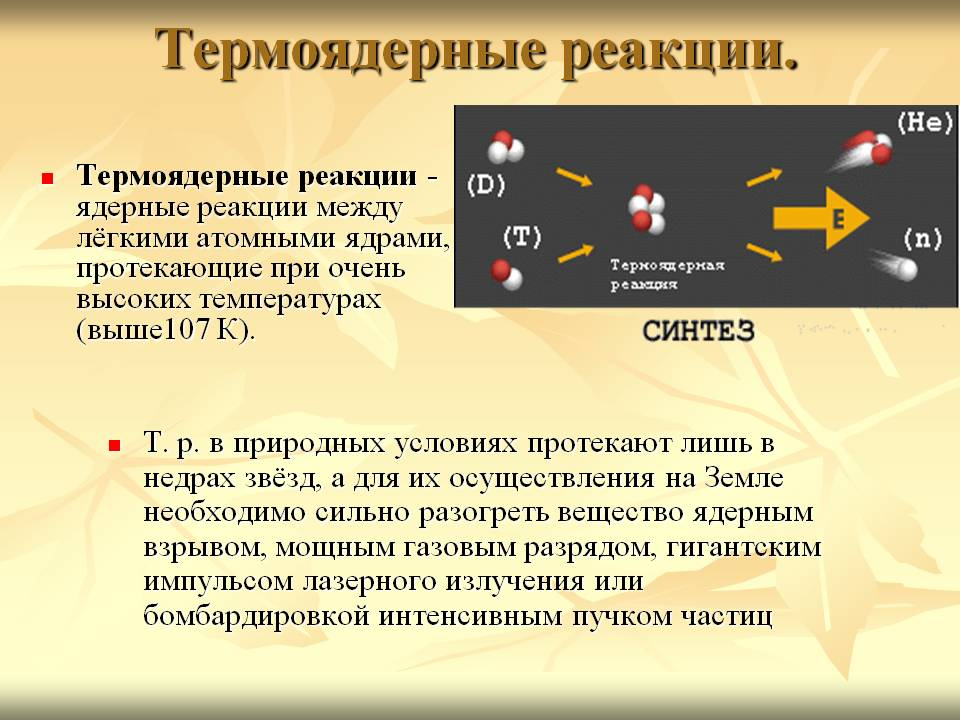 Термоядерные реакции.
Термоядерные реакции -
ядерные реакции между
лёгкими атомными ядрами,
протекающие при очень
высоких температурах
(выше107 К).
(D)
(T)
Термоядерная
реакция
(He)
E
(n)
СИНТЕЗ
Т. р. в природных условиях протекают лишь в
недрах звёзд, а для их осуществления на Земле
необходимо сильно разогреть вещество ядерным
взрывом, мощным газовым разрядом, гигантским
импульсом лазерного излучения или
бомбардировкой интенсивным пучком частиц